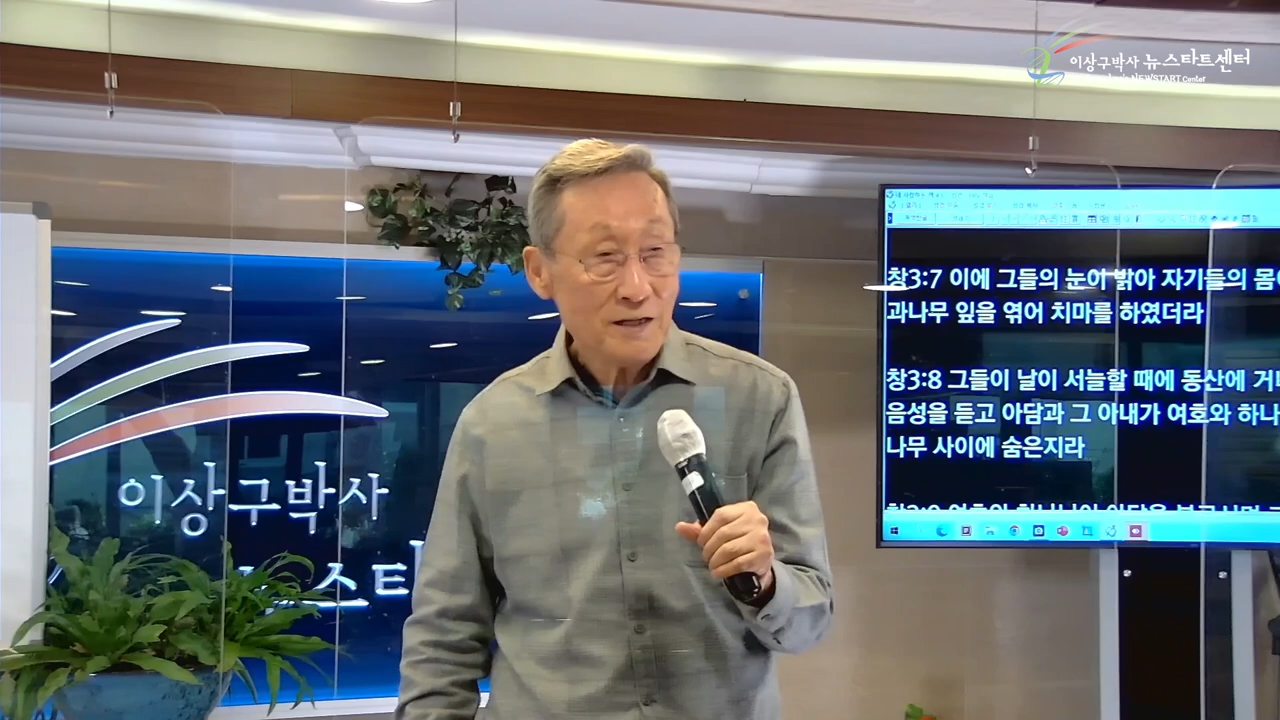 이상구박사 뉴스타트센터
NEWSTART Center
창3:7 이에 그들의 눈이 밝아 자기들의 몸
과나무 잎을 엮어 치마를 하였더라
창3:8 그들이 날이 서늘할 때에 동산에 거
음성을 듣고 아담과 그 아내가 여호와 하나
나무 사이에 숨은지라
이상구박사
스타